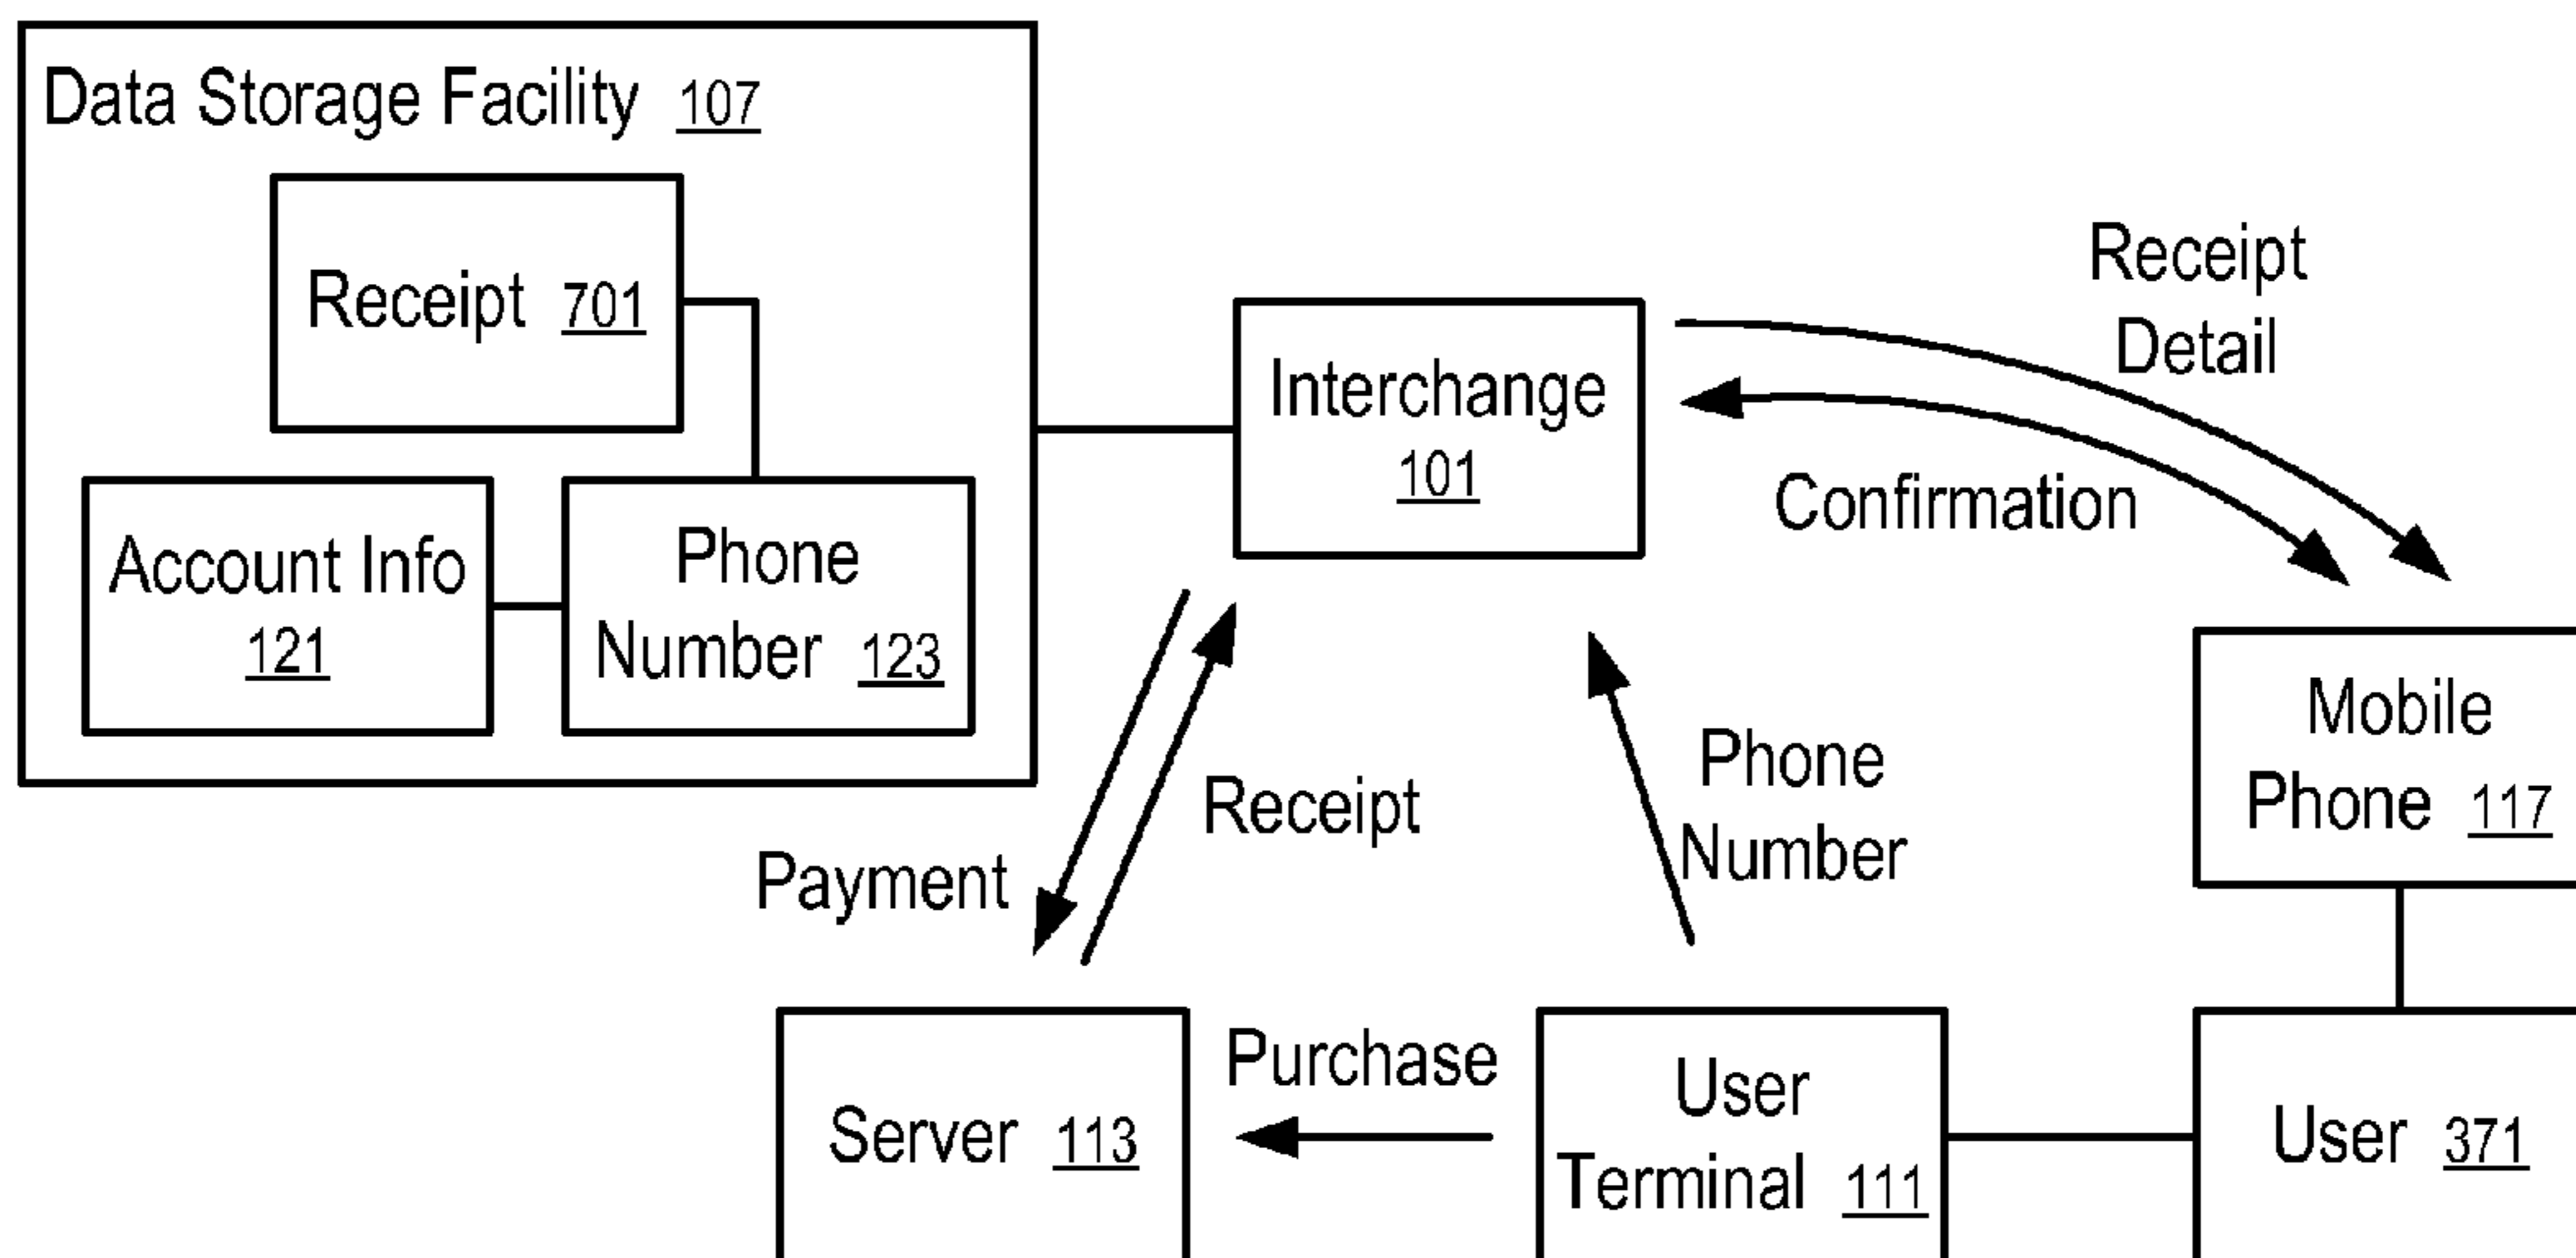 Data Storage Facility 107
Receipt 701
Account Info
121
Phone
Number 123
Interchange
101
Receipt
Detail
Confirmation
Mobile
Phone 117
Payment
Receipt
Phone
Number
Server 113
Purchase
User
Terminal 111
User 371